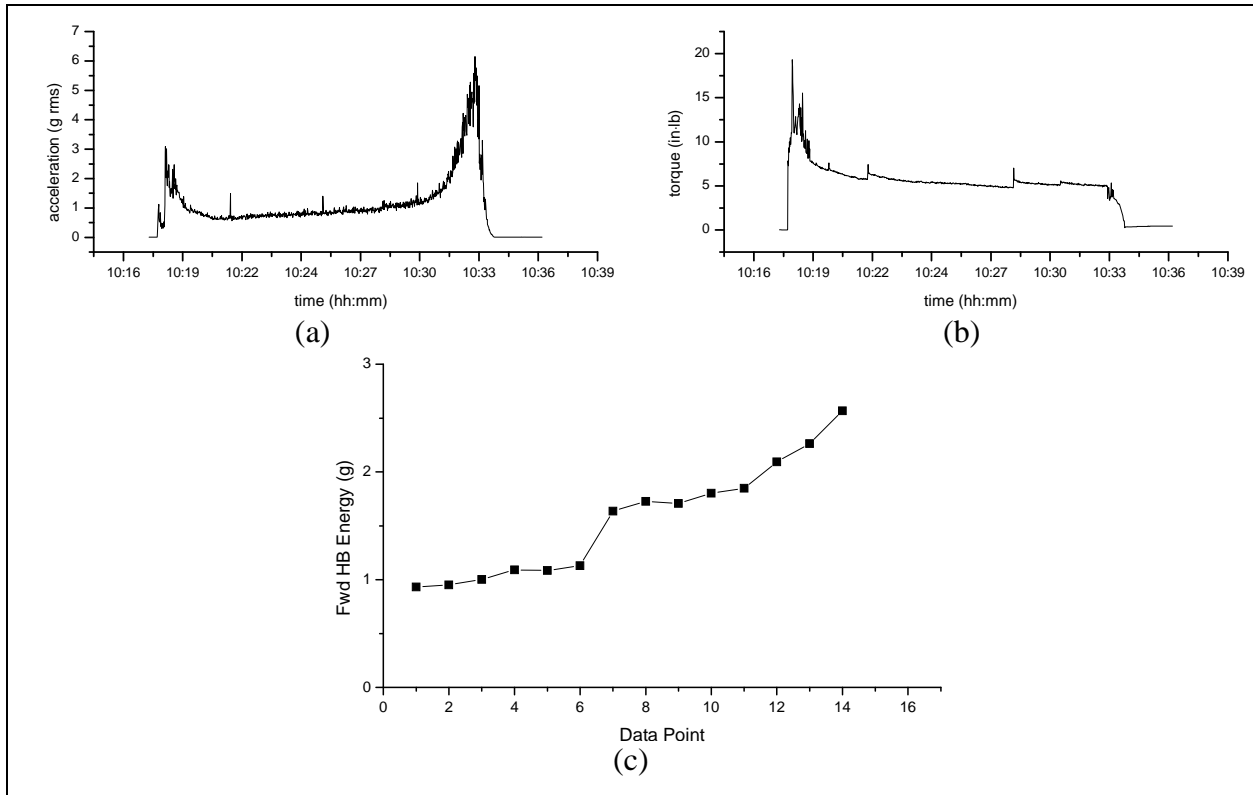 7
6
5
4
3
2
1
0
acceleration (g rms)
10:16 10:19 10:22 10:24 10:27 10:30 10:33 10:36 10:39
time (hh:mm)
(a)
20
15
10
5
0
torque (in·lb)
10:16 10:19 10:22 10:24 10:27 10:30 10:33 10:36 10:39
time (hh:mm)
(b)
3
2
1
0
Fwd HB Energy (g)
0 2 4 6 8 10 12 14 16
Data Point
(c)